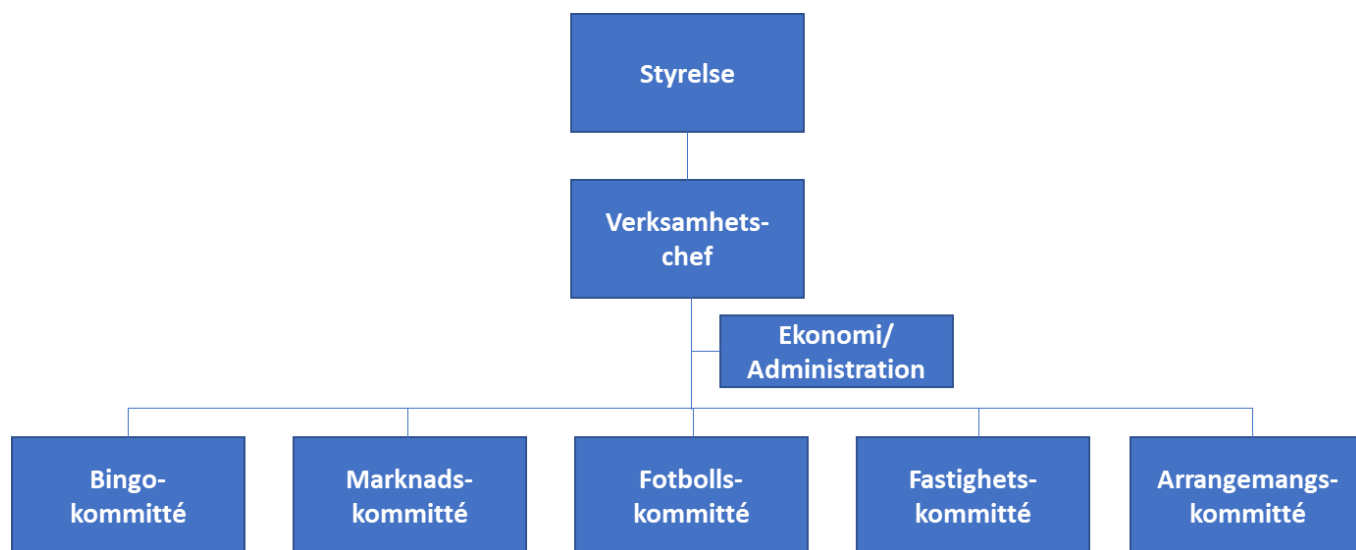 Styrelse
Verksamhets-
chef
Ekonomi/
Administration
Bingo-
kommitté
Marknads-
kommitté
Fotbolls-
kommitté
Fastighets-
kommitté
Arrangemangs-
kommitté